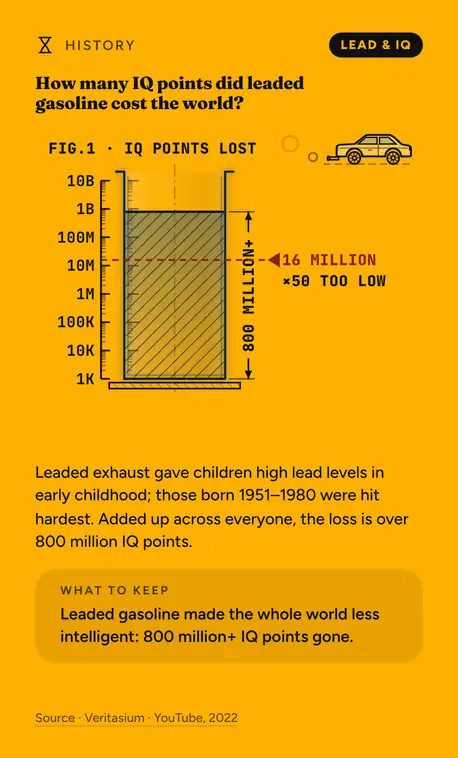 HISTORY
LEAD & IQ
How many IQ points did leaded
gasoline cost the world?
FIG.1 · IQ POINTS LOST
10B
1B
100M
10M
1M
100K
10K
1K
800 MILLION+
16 MILLION
×50 TOO LOW
Leaded exhaust gave children high lead levels in
early childhood; those born 1951–1980 were hit
hardest. Added up across everyone, the loss is over
800 million IQ points.
WHAT TO KEEP
Leaded gasoline made the whole world less
intelligent: 800 million+ IQ points gone.
Source · Veritasium · YouTube, 2022